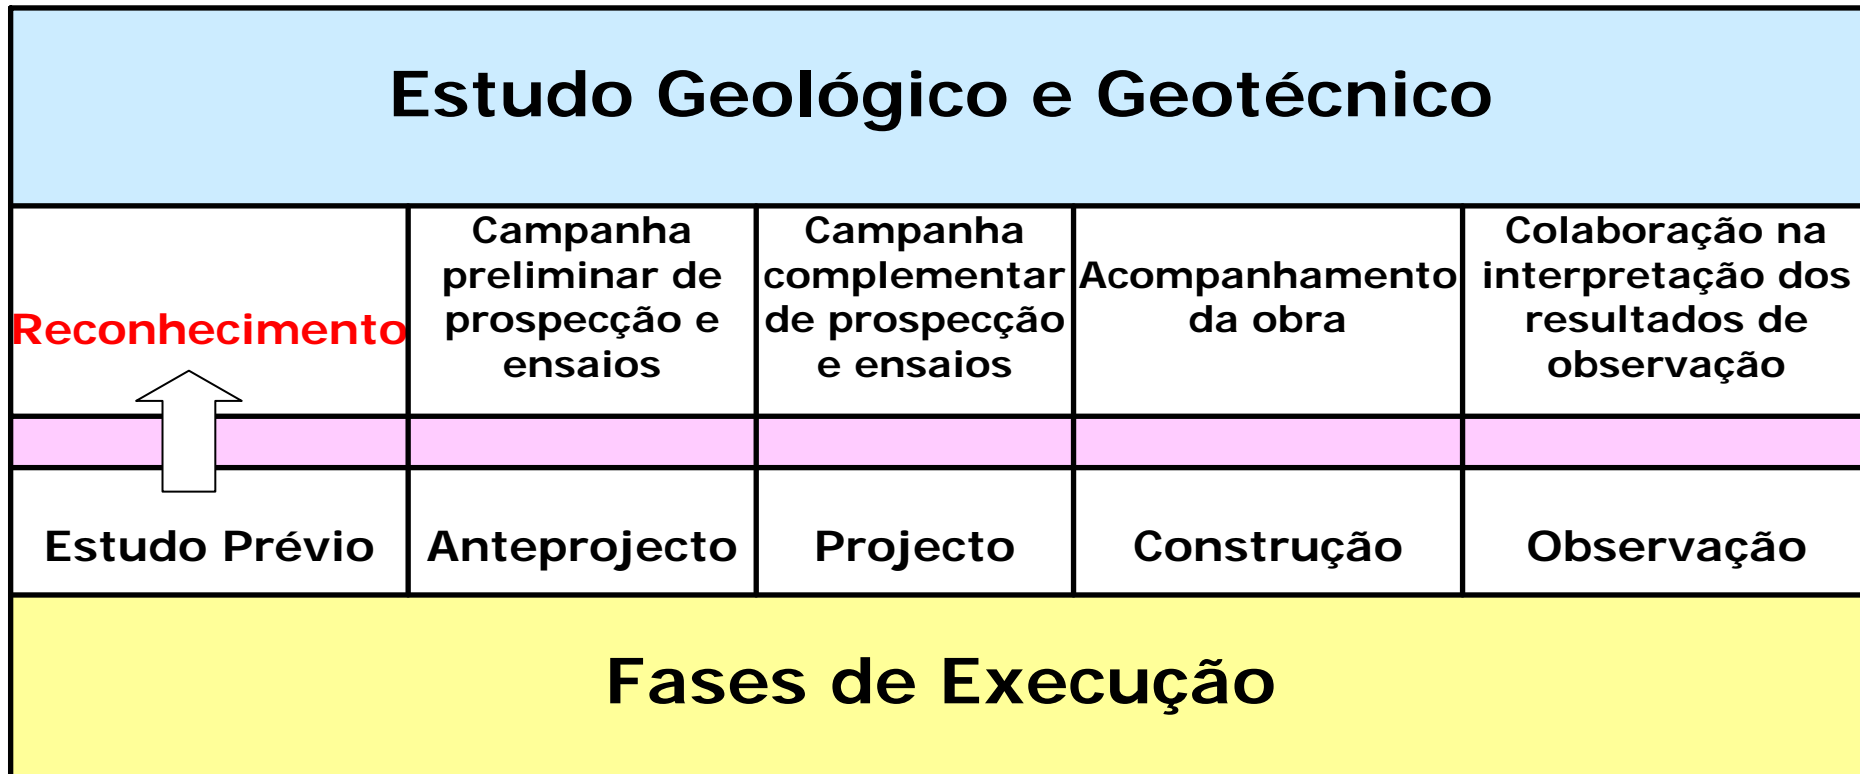 Estudo Geológico e Geotécnico
Reconhecimento
Campanha
preliminar de
prospecção e
ensaios
Campanha
complementar
de prospecção
e ensaios
Acompanhamento
da obra
Colaboração na
interpretação dos
resultados de
observação
Estudo Prévio
Anteprojecto
Projecto
Construção
Observação
Fases de Execução